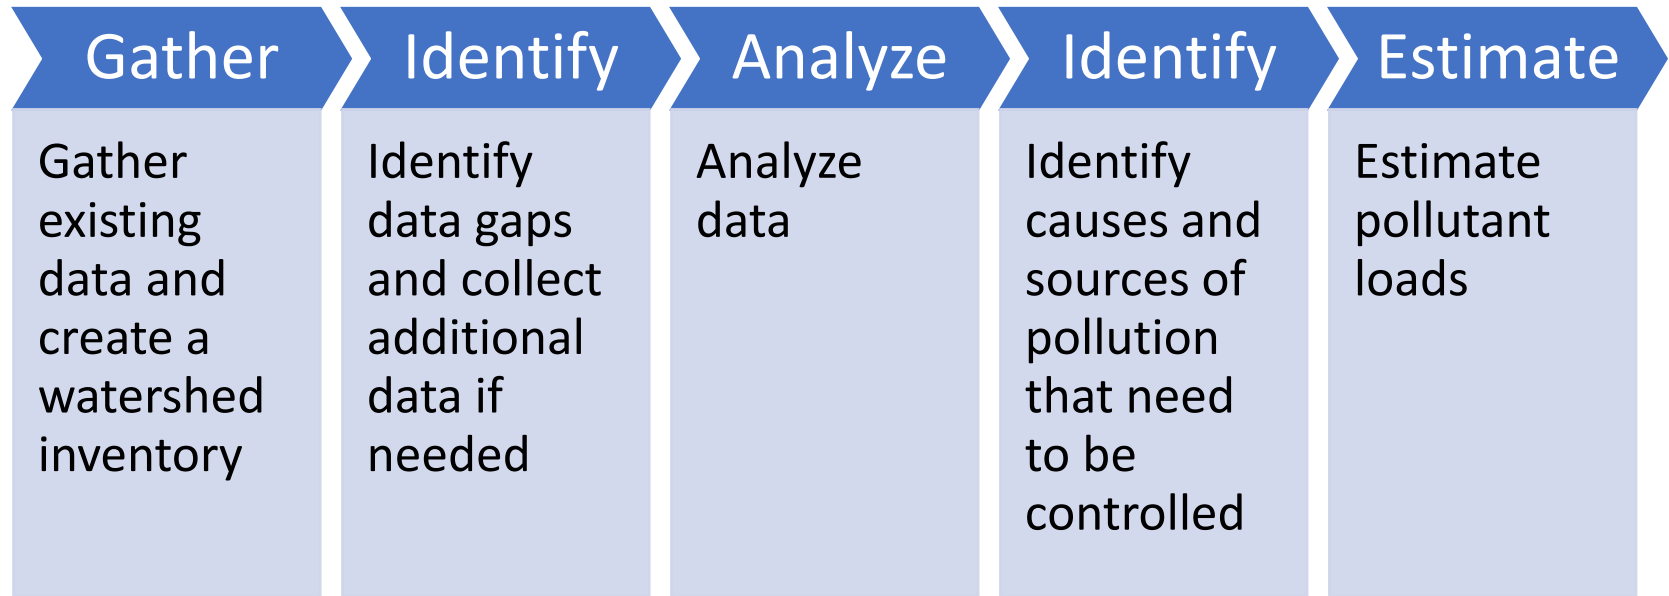 Gather
Gather
existing
data and
create a
watershed
inventory
Identify
Identify
data gaps
and collect
additional
data if
needed
Analyze
Analyze
data
Identify
Identify
causes and
sources of
pollution
that need
to be
controlled
Estimate
Estimate
pollutant
loads